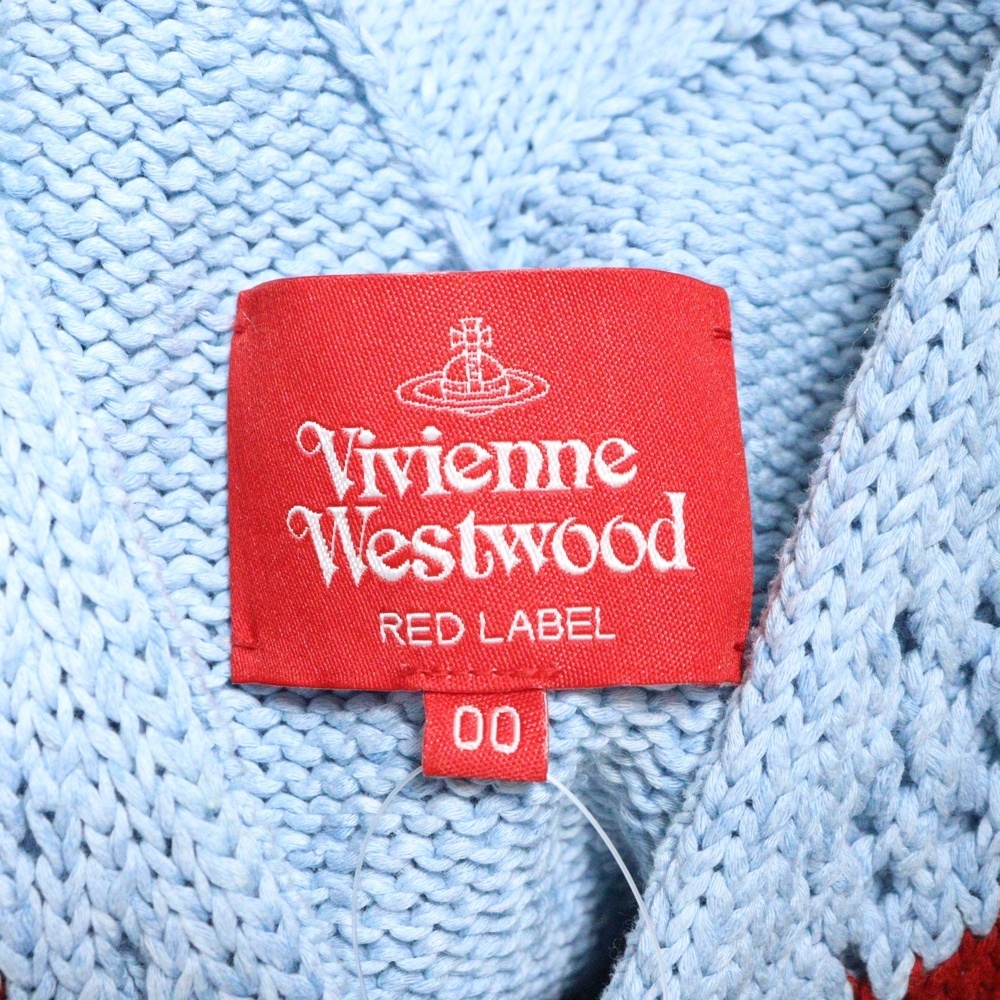 Vivienne
Westwood
RED LABEL
00